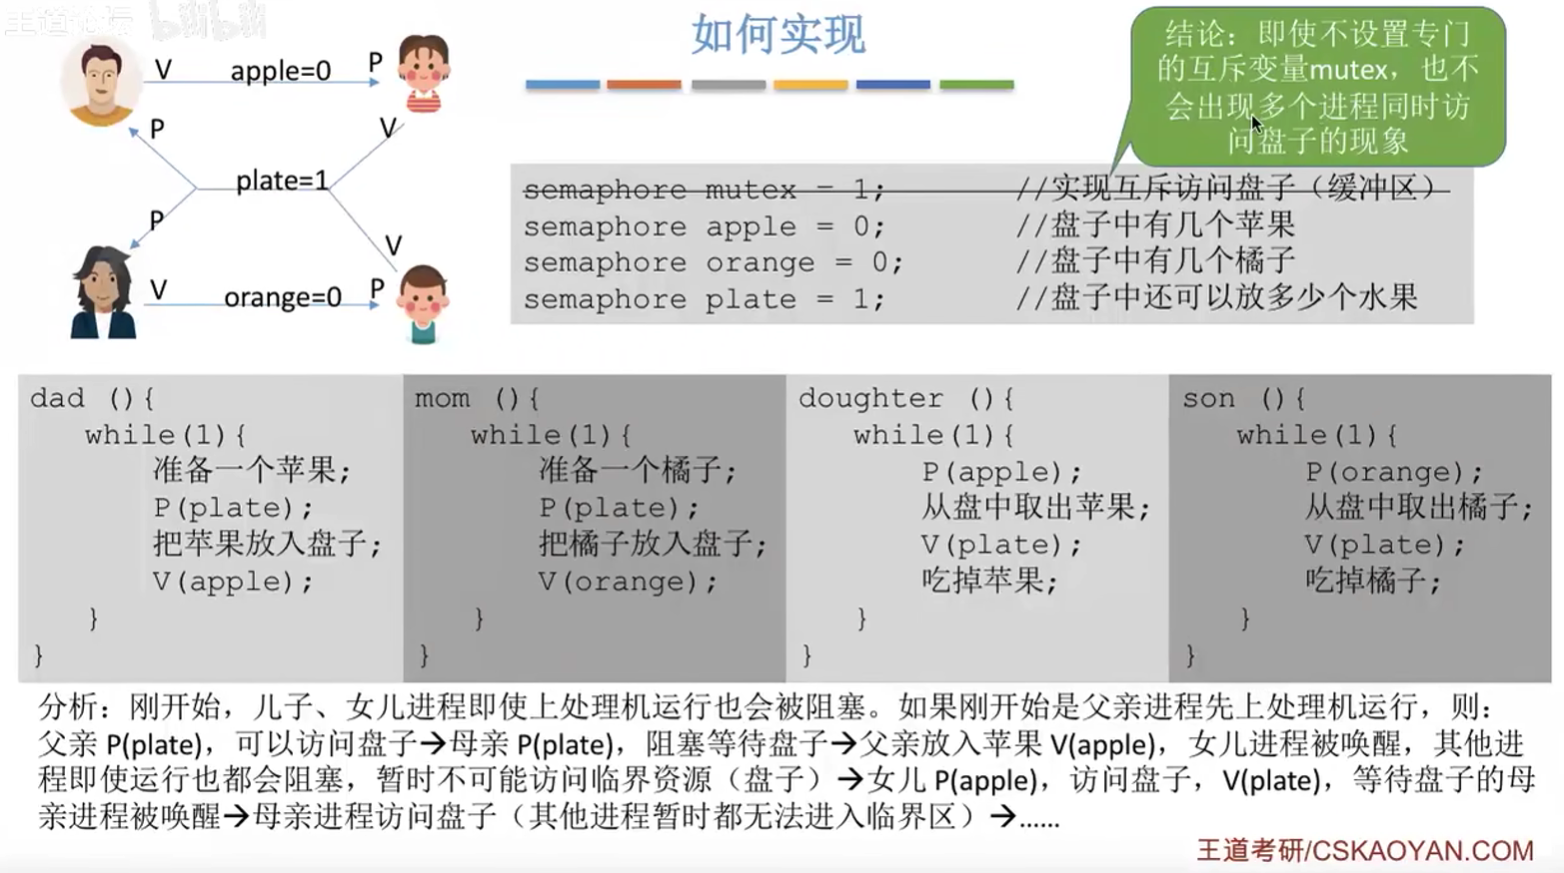 王道论坛 bilibili
如何实现
结论：即使不设置专门
的互斥变量mutex，也不
会出现多个进程同时访
问盘子的现象
V apple=0 P
P V
plate=1
P V
V orange=0 P
semaphore mutex = 1; //实现互斥访问盘子（缓冲区）
semaphore apple = 0; //盘子中有几个苹果
semaphore orange = 0; //盘子中有几个橘子
semaphore plate = 1; //盘子中还可以放多少个水果
dad (){
while(1){
准备一个苹果;
P(plate);
把苹果放入盘子;
V(apple);
}
}
mom (){
while(1){
准备一个橘子;
P(plate);
把橘子放入盘子;
V(orange);
}
}
doughter (){
while(1){
P(apple);
从盘中取出苹果;
V(plate);
吃掉苹果;
}
}
son (){
while(1){
P(orange);
从盘中取出橘子;
V(plate);
吃掉橘子;
}
}
分析：刚开始，儿子、女儿进程即使上处理机运行也会被阻塞。如果刚开始是父亲进程先上处理机运行，则：
父亲 P(plate)，可以访问盘子→母亲 P(plate)，阻塞等待盘子→父亲放入苹果 V(apple)，女儿进程被唤醒，其他进
程即使运行也都会阻塞，暂时不可能访问临界资源（盘子）→女儿 P(apple)，访问盘子，V(plate)，等待盘子的母
亲进程被唤醒→母亲进程访问盘子（其他进程暂时都无法进入临界区）→......
王道考研/CSKAOYAN.COM